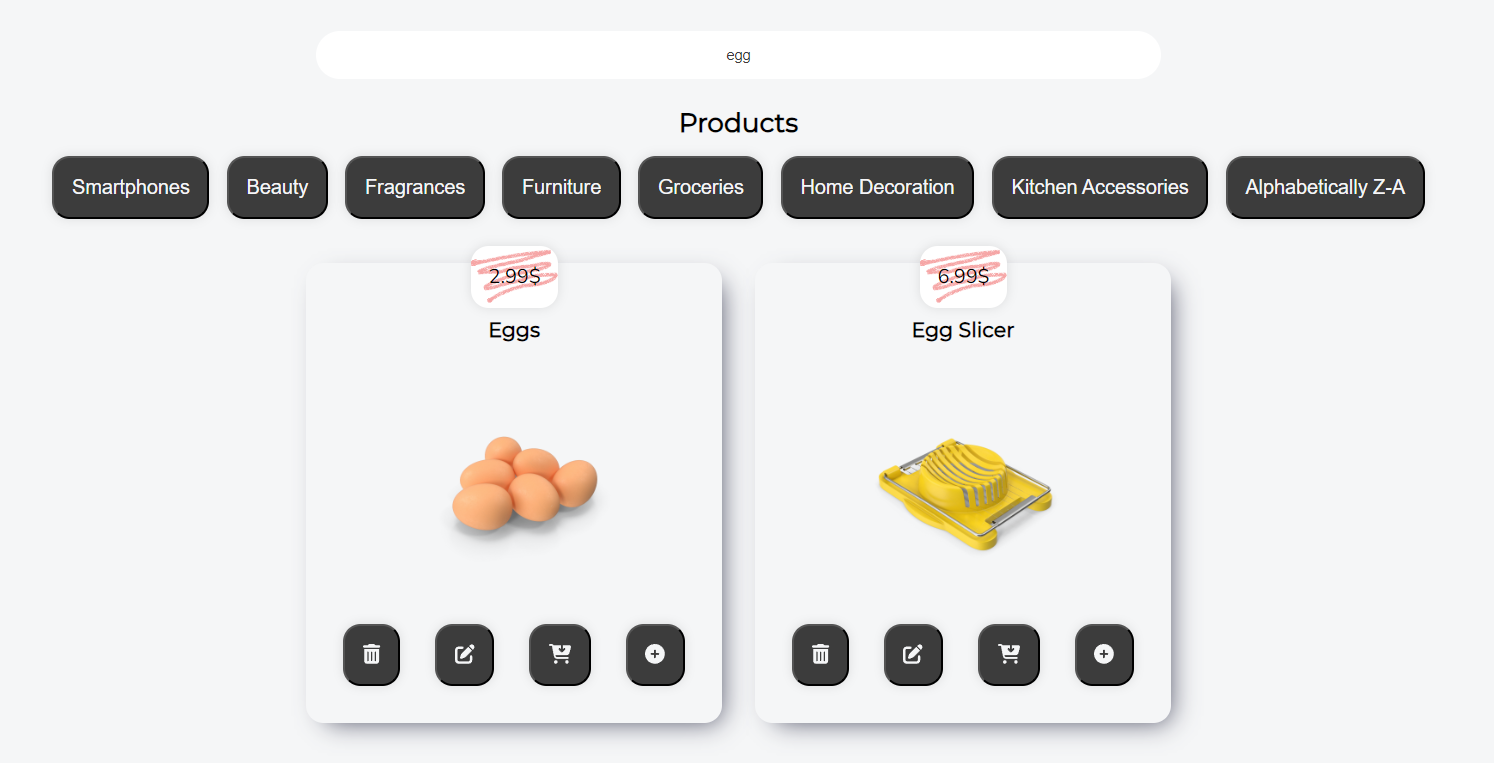 egg
Products
Smartphones Beauty Fragrances Furniture Groceries Home Decoration Kitchen Accessories Alphabetically Z-A
2.99$ 6.99$
Eggs Egg Slicer